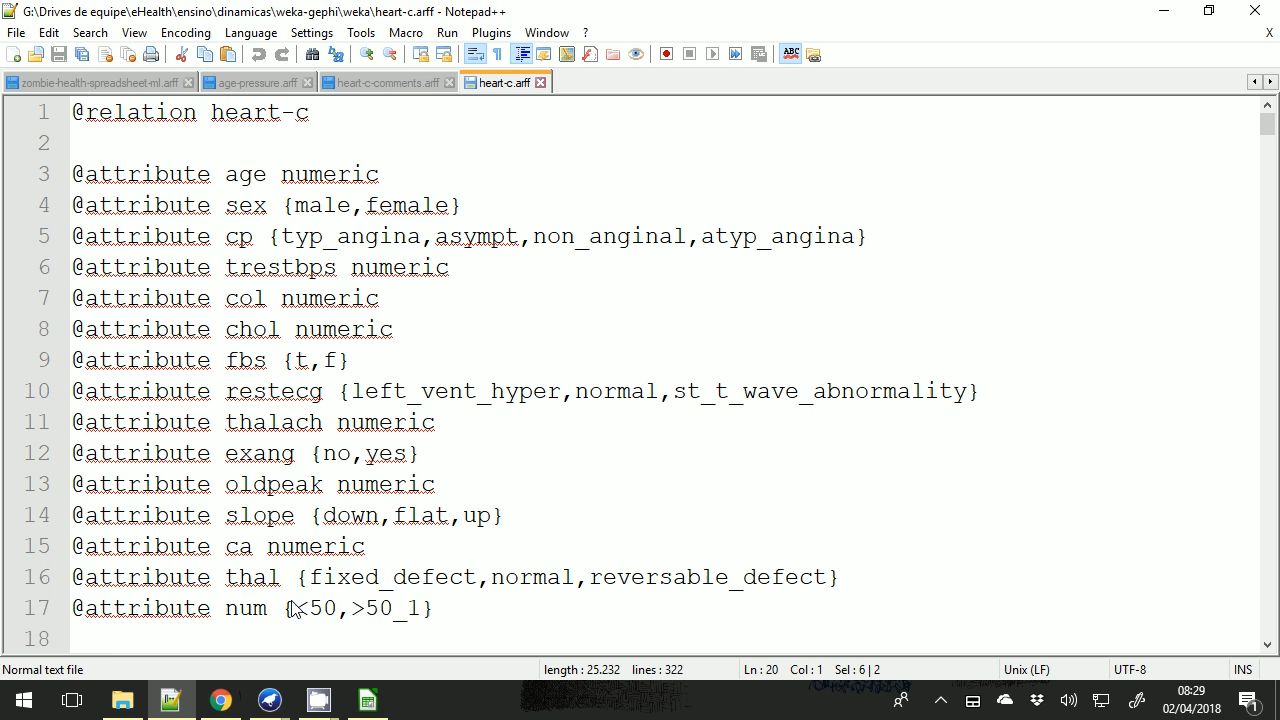 G:\Drives de equipe\eHealth\ensino\dinamicas\weka-gephi\weka\heart-c.arff - Notepad++
File Edit Search View Encoding Language Settings Tools Macro Run Plugins Window ? X
zombie-health-spreadsheet-ml.arff age-pressure.arff heart-c-comments.arff heart-c.arff
1 @relation heart-c
2
3 @attribute age numeric
4 @attribute sex {male,female}
5 @attribute cp {typ_angina,asympt,non_anginal,atyp_angina}
6 @attribute trestbps numeric
7 @attribute col numeric
8 @attribute chol numeric
9 @attribute fbs {t,f}
10 @attribute restecg {left_vent_hyper,normal,st_t_wave_abnormality}
11 @attribute thalach numeric
12 @attribute exang {no,yes}
13 @attribute oldpeak numeric
14 @attribute slope {down,flat,up}
15 @attribute ca numeric
16 @attribute thal {fixed_defect,normal,reversable_defect}
17 @attribute num {<50,>50_1}
18
Normal text file length : 25.232 lines : 322 Ln : 20 Col : 1 Sel : 6 | 2 Unix (LF) UTF-8 INS
08:29
02/04/2018
1